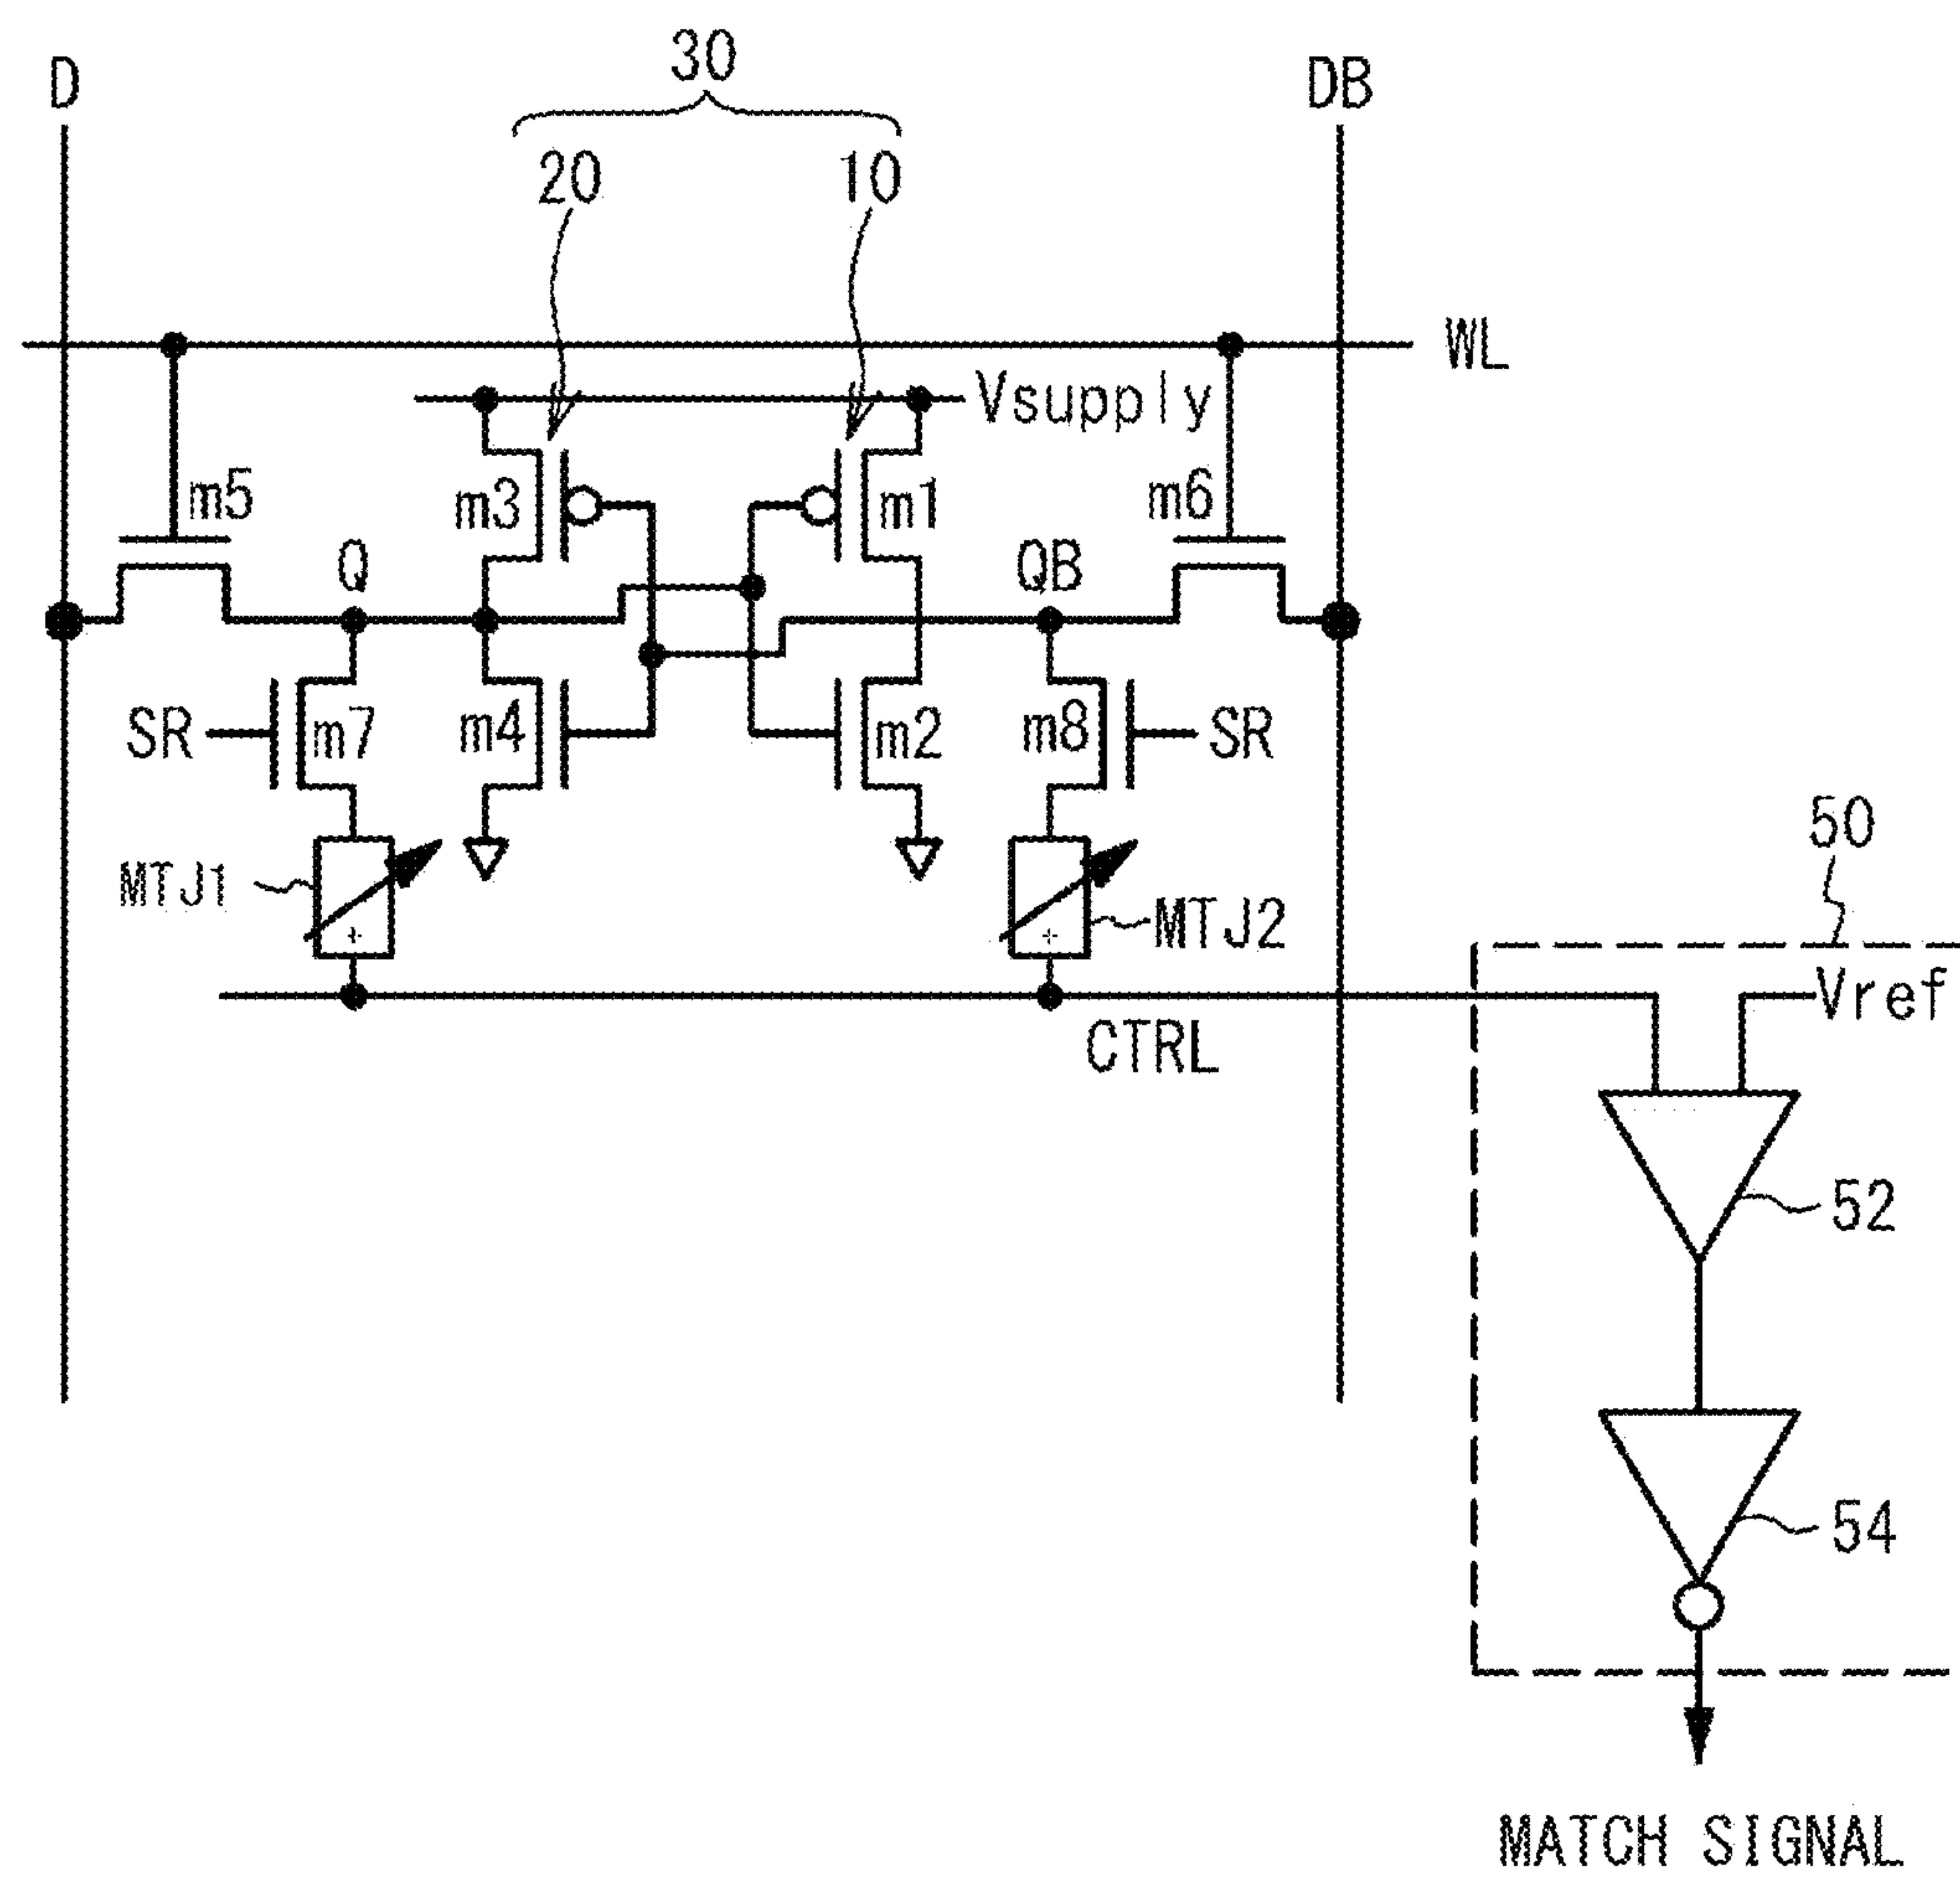 30
D
DB
20
10
WL
Vsupply
m5
m3
m1
m6
Q
QB
SR
m7
m4
m2
m8
SR
50
MTJ1
MTJ2
Vref
CTRL
52
54
MATCH SIGNAL